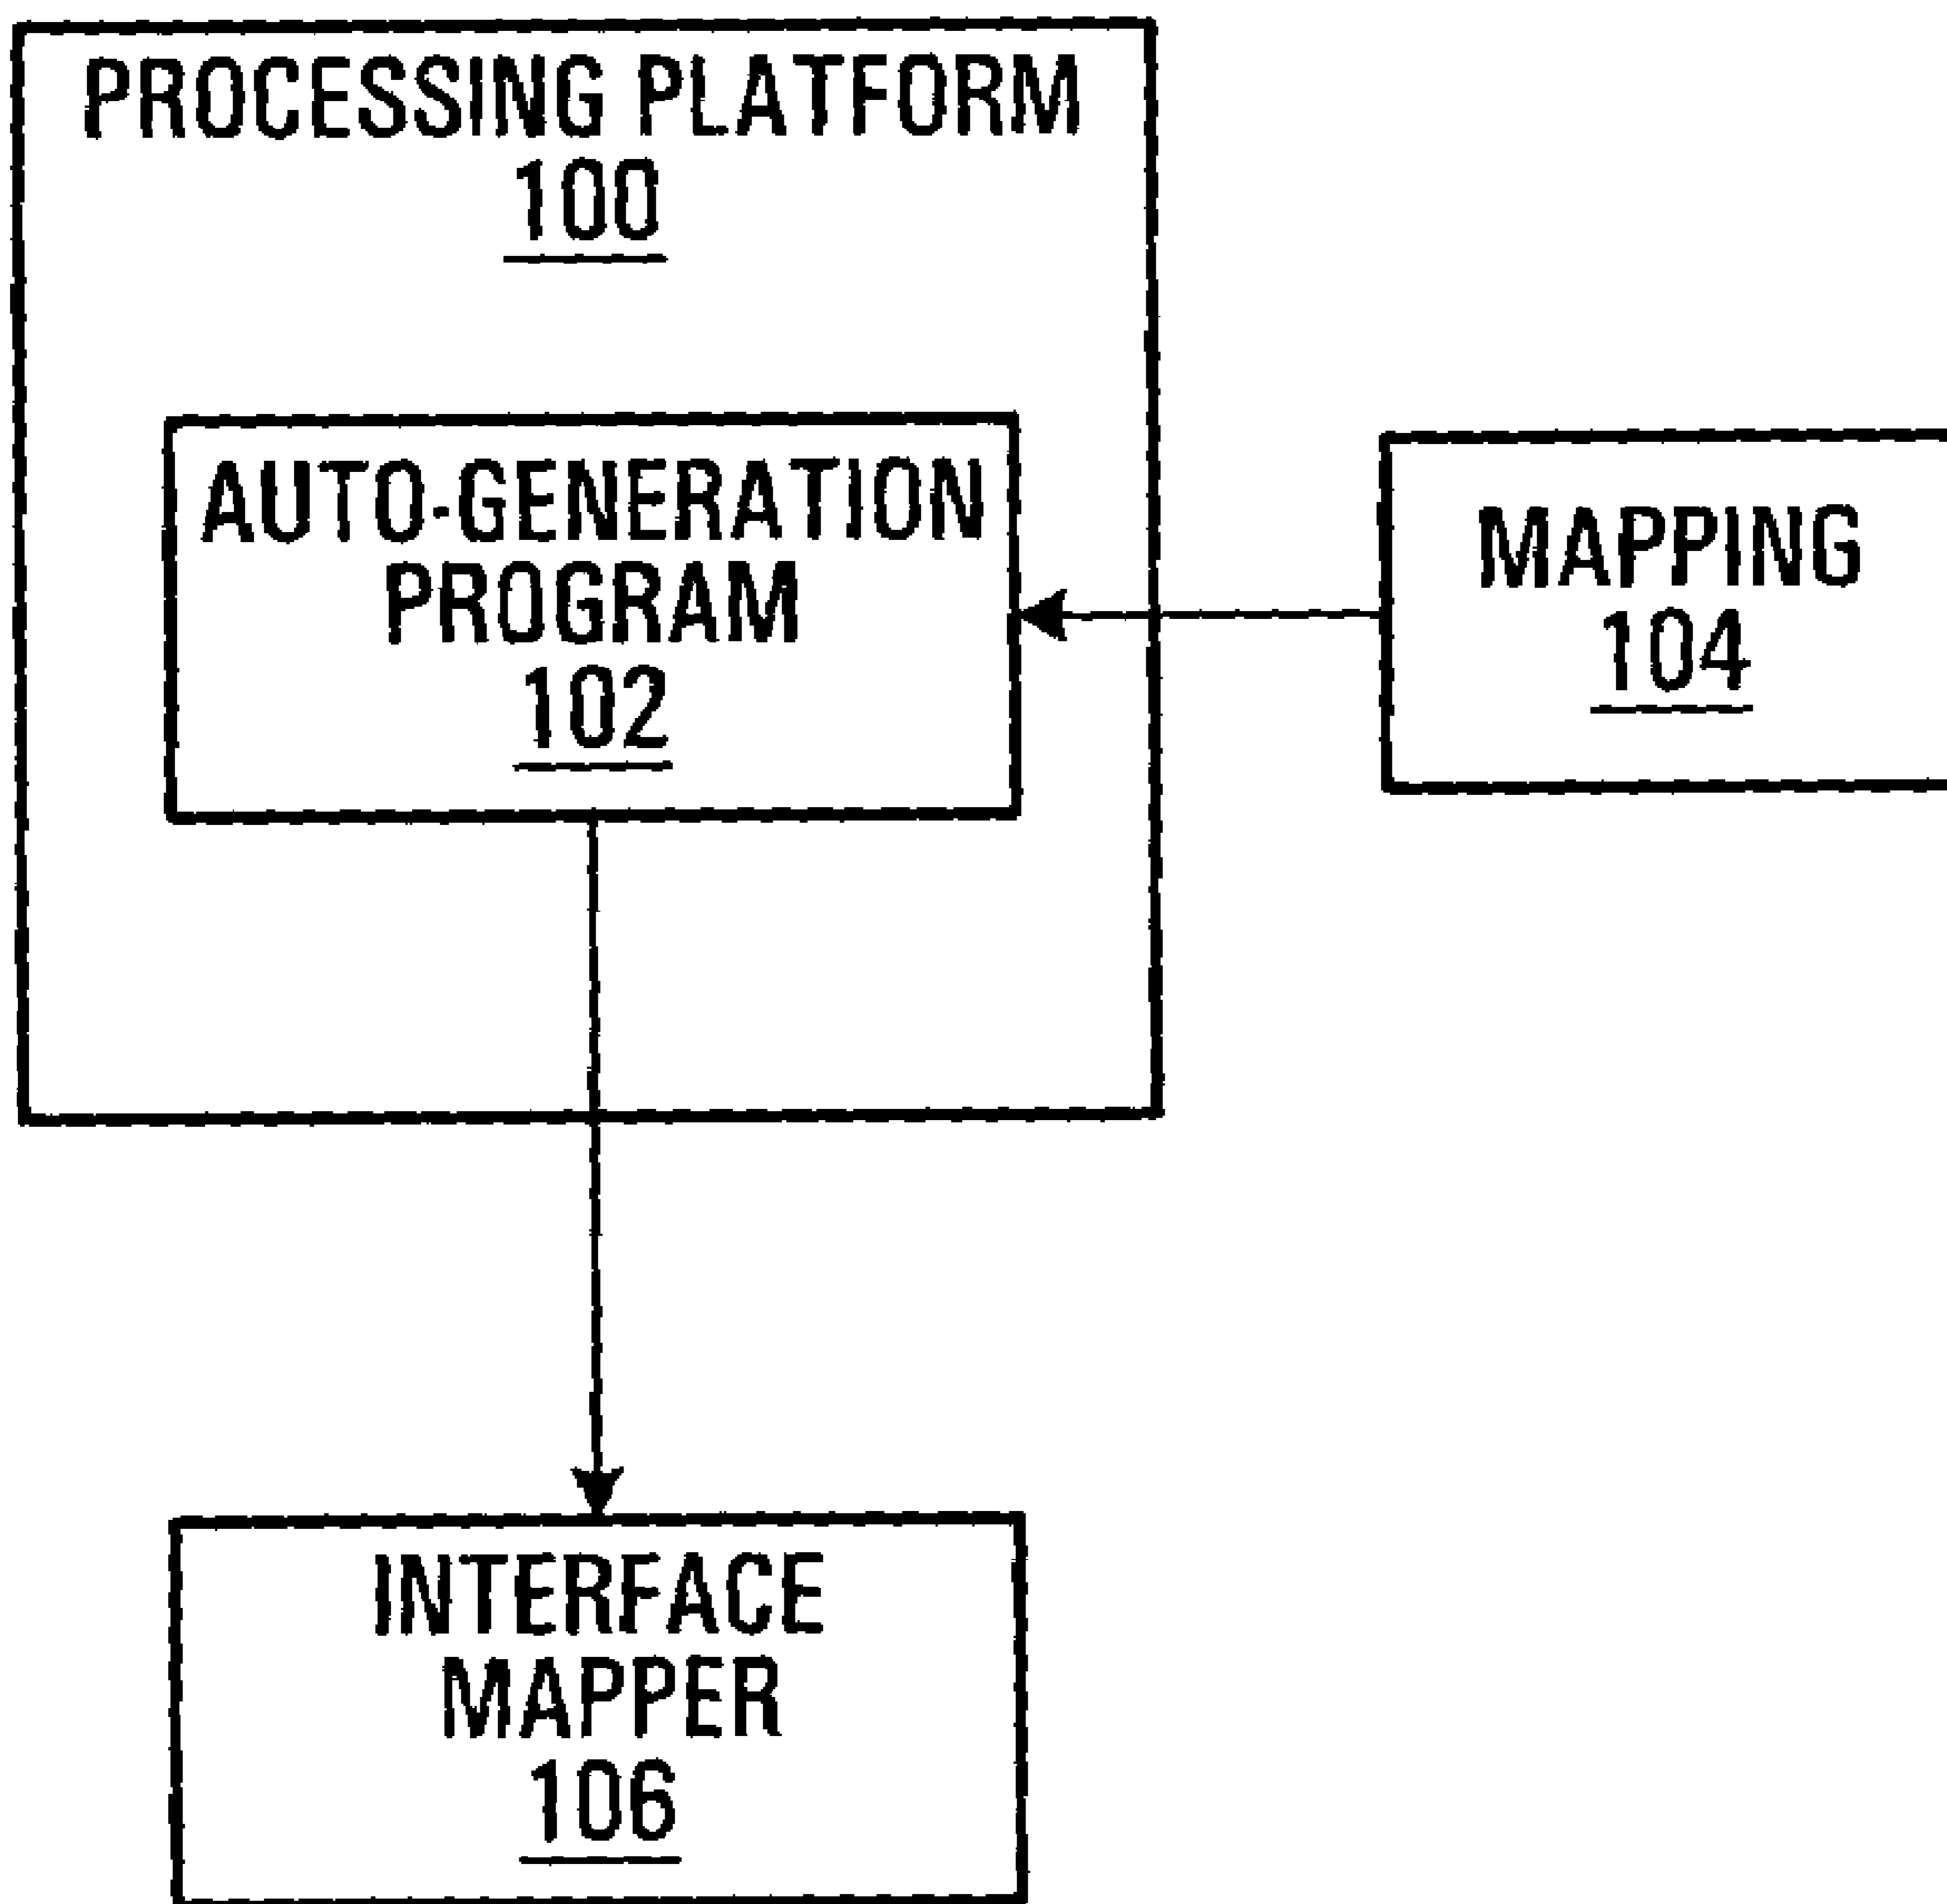 PROCESSING PLATFORM
100
AUTO-GENERATION
PROGRAM
102
MAPPING
104
INTERFACE
MAPPER
106